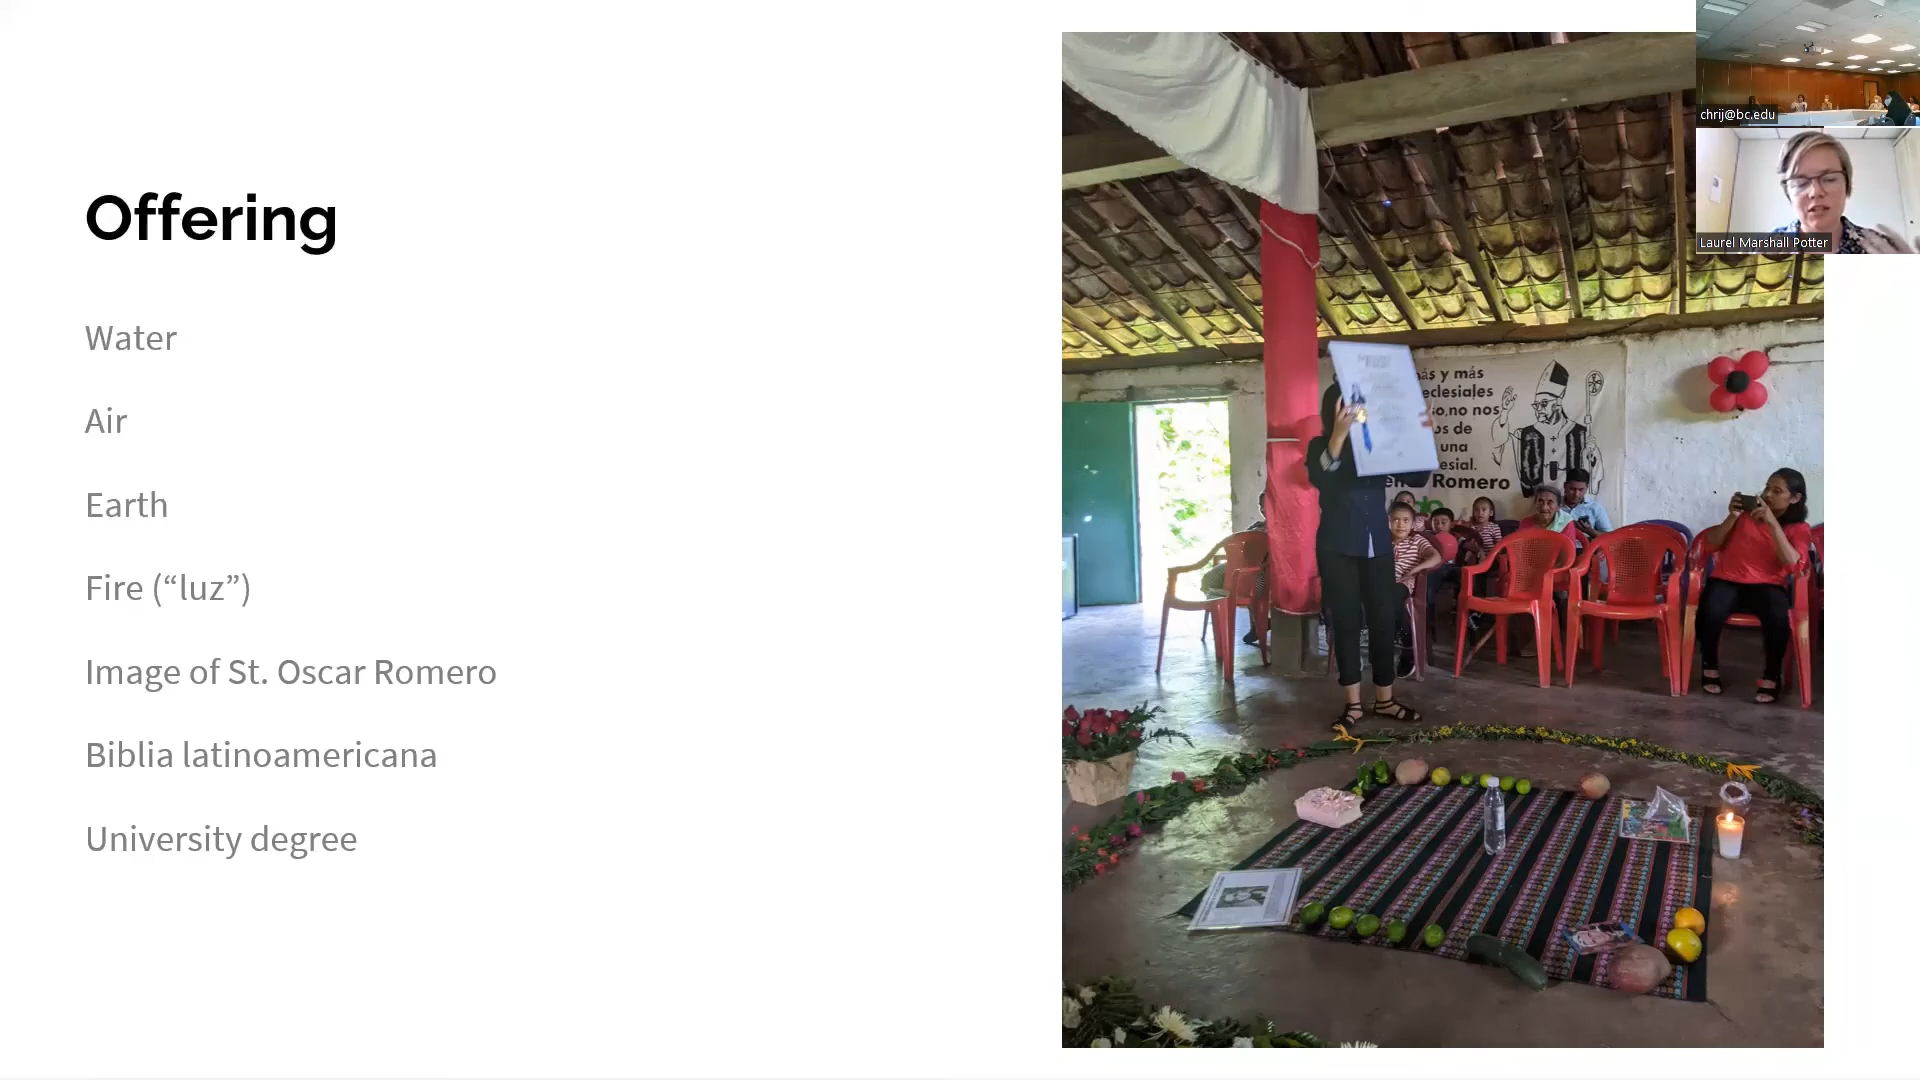 Offering
Water
Air
Earth
Fire (“luz”)
Image of St. Oscar Romero
Biblia latinoamericana
University degree
más y más
eclesiales
so,no nos
os de
una
esial.
Romero
chrij@bc.edu
Laurel Marshall Potter